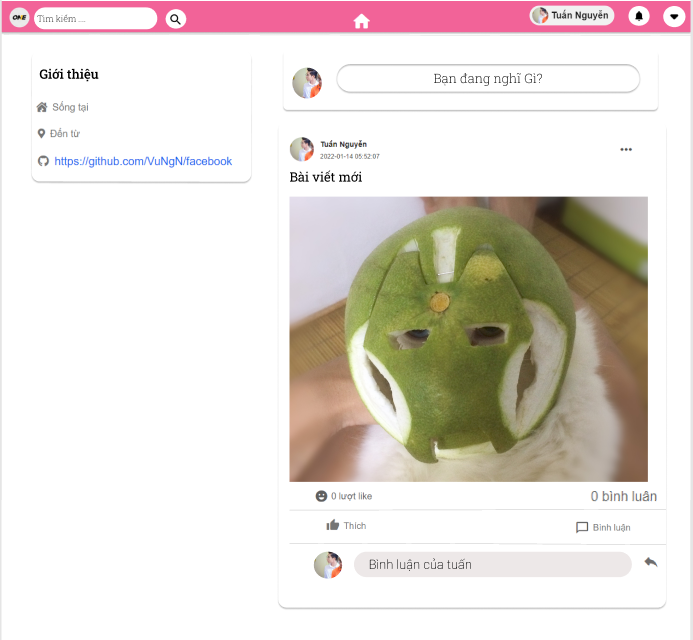 ONE
Tìm kiếm ...
Tuấn Nguyễn
Giới thiệu
Sống tại
Đến từ
https://github.com/VuNgN/facebook
Bạn đang nghĩ Gì?
Tuấn Nguyễn
2022-01-14 05:52:07
Bài viết mới
0 lượt like
0 bình luân
Thích
Bình luận
Bình luận của tuấn